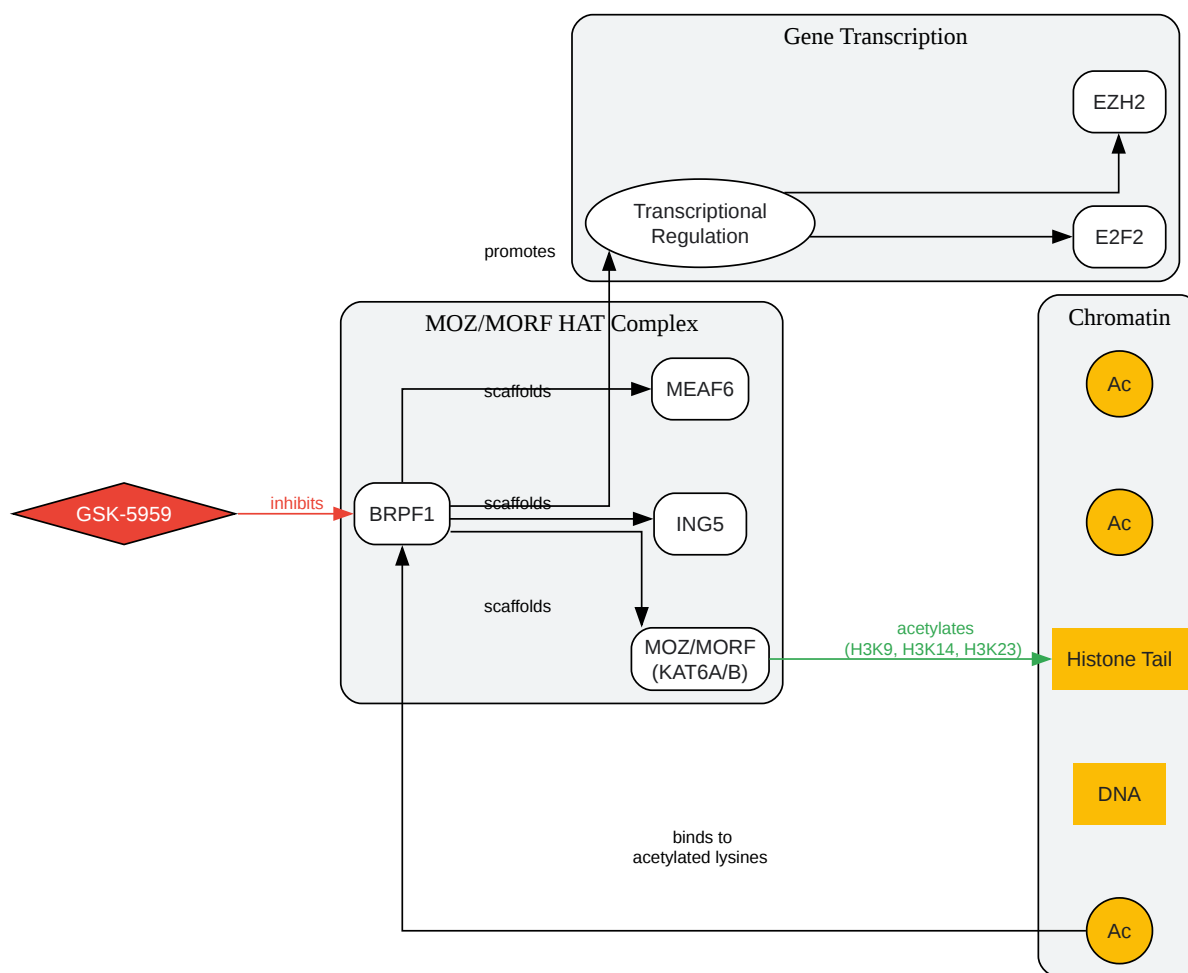 Gene Transcription
EZH2
Transcriptional
Regulation
E2F2
promotes
MOZ/MORF HAT Complex
Chromatin
scaffolds
MEAF6
Ac
GSK-5959
inhibits
BRPF1
scaffolds
ING5
Ac
scaffolds
MOZ/MORF
(KAT6A/B)
acetylates
(H3K9, H3K14, H3K23)
Histone Tail
DNA
binds to
acetylated lysines
Ac